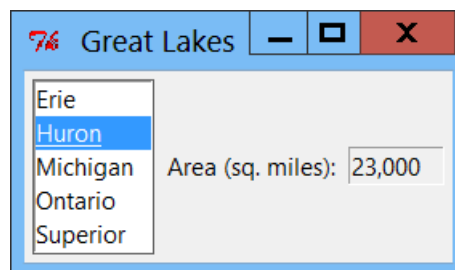 Great Lakes
Erie
Huron
Michigan
Ontario
Superior
Area (sq. miles): 23,000